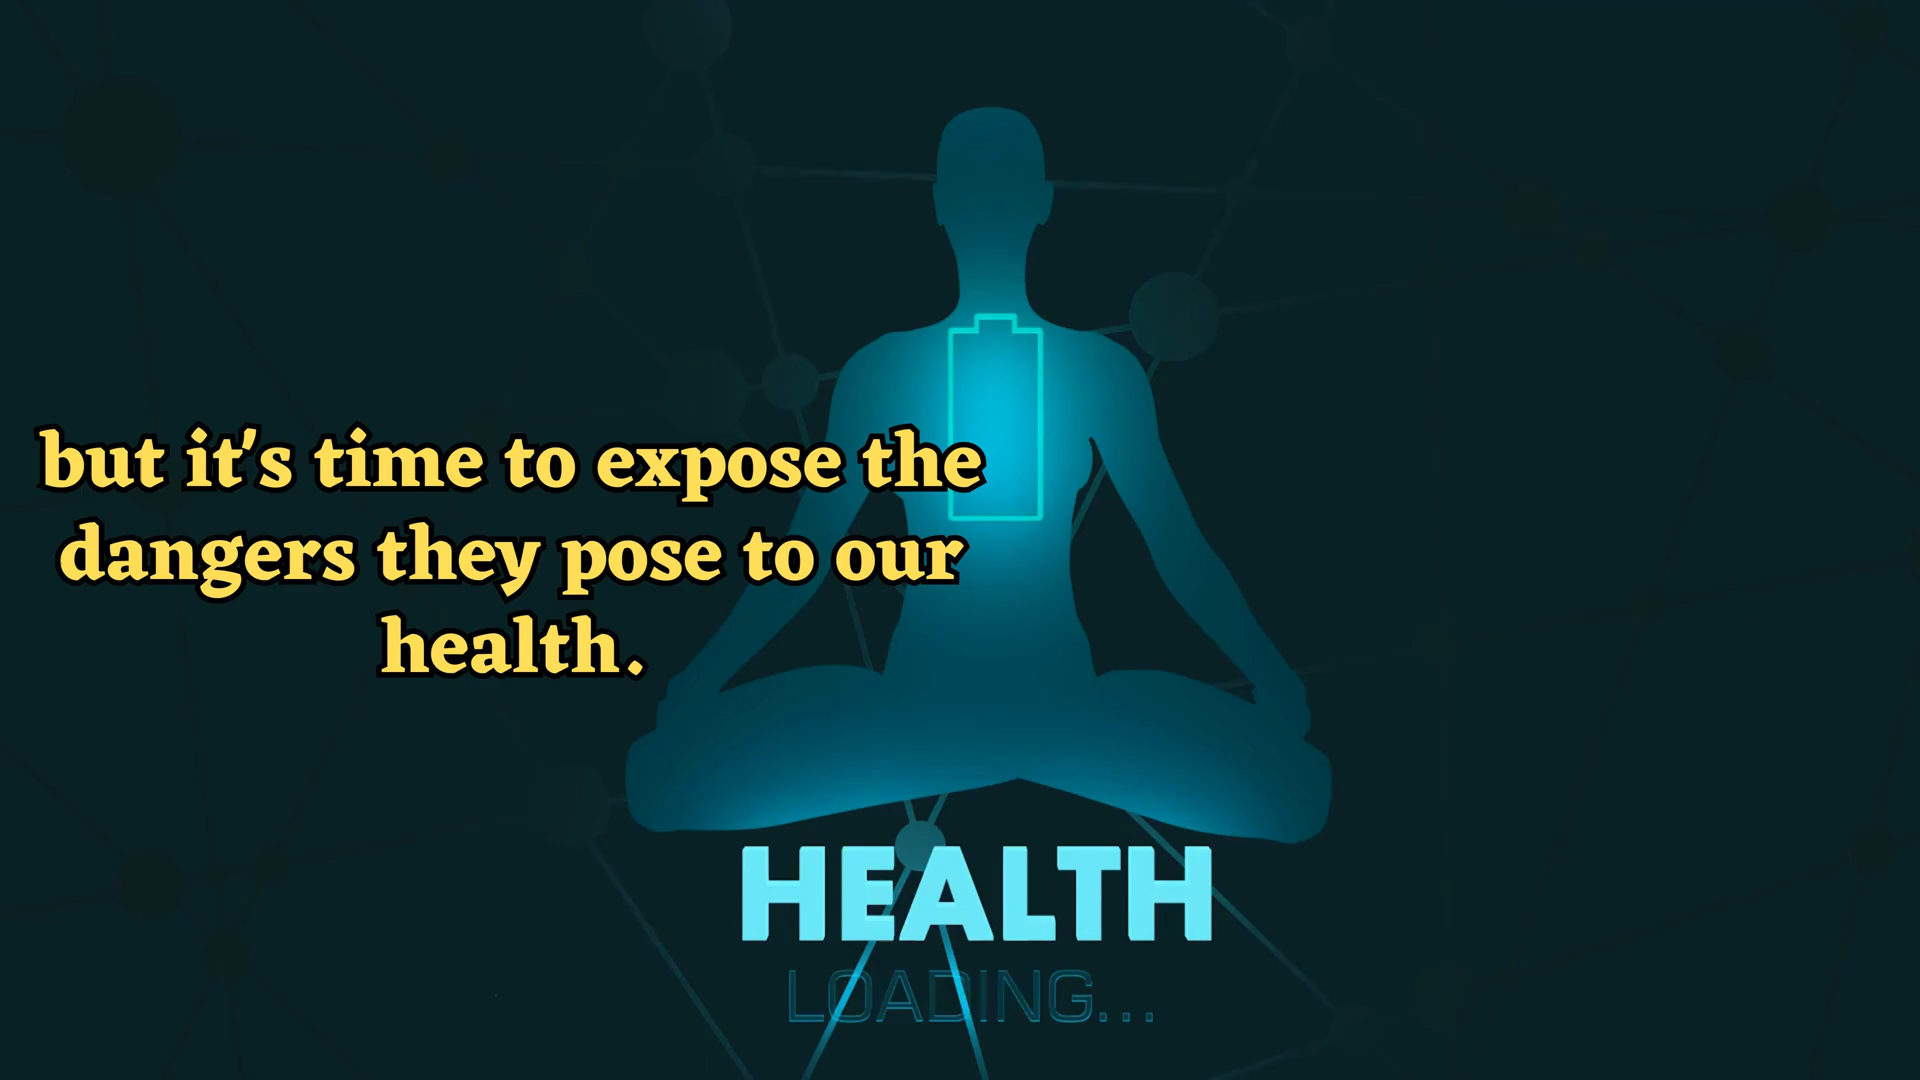 but it's time to expose the
dangers they pose to our
health.
HEALTH
LOADING...